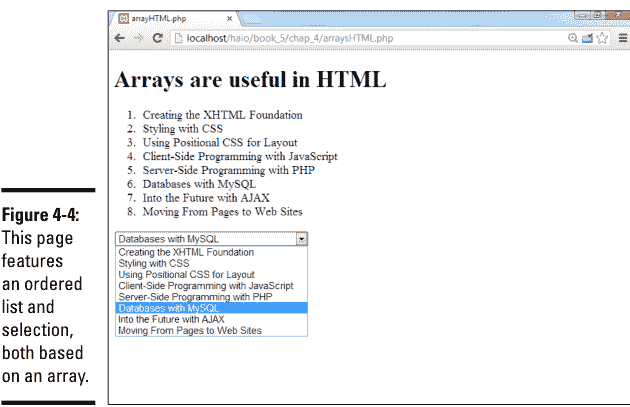 arrayHTML.php
localhost/haio/book_5/chap_4/arraysHTML.php
Arrays are useful in HTML
1. Creating the XHTML Foundation
2. Styling with CSS
3. Using Positional CSS for Layout
4. Client-Side Programming with JavaScript
5. Server-Side Programming with PHP
6. Databases with MySQL
7. Into the Future with AJAX
8. Moving From Pages to Web Sites
Databases with MySQL
Creating the XHTML Foundation
Styling with CSS
Using Positional CSS for Layout
Client-Side Programming with JavaScript
Server-Side Programming with PHP
Databases with MySQL
Into the Future with AJAX
Moving From Pages to Web Sites
Figure 4-4:
This page
features
an ordered
list and
selection,
both based
on an array.